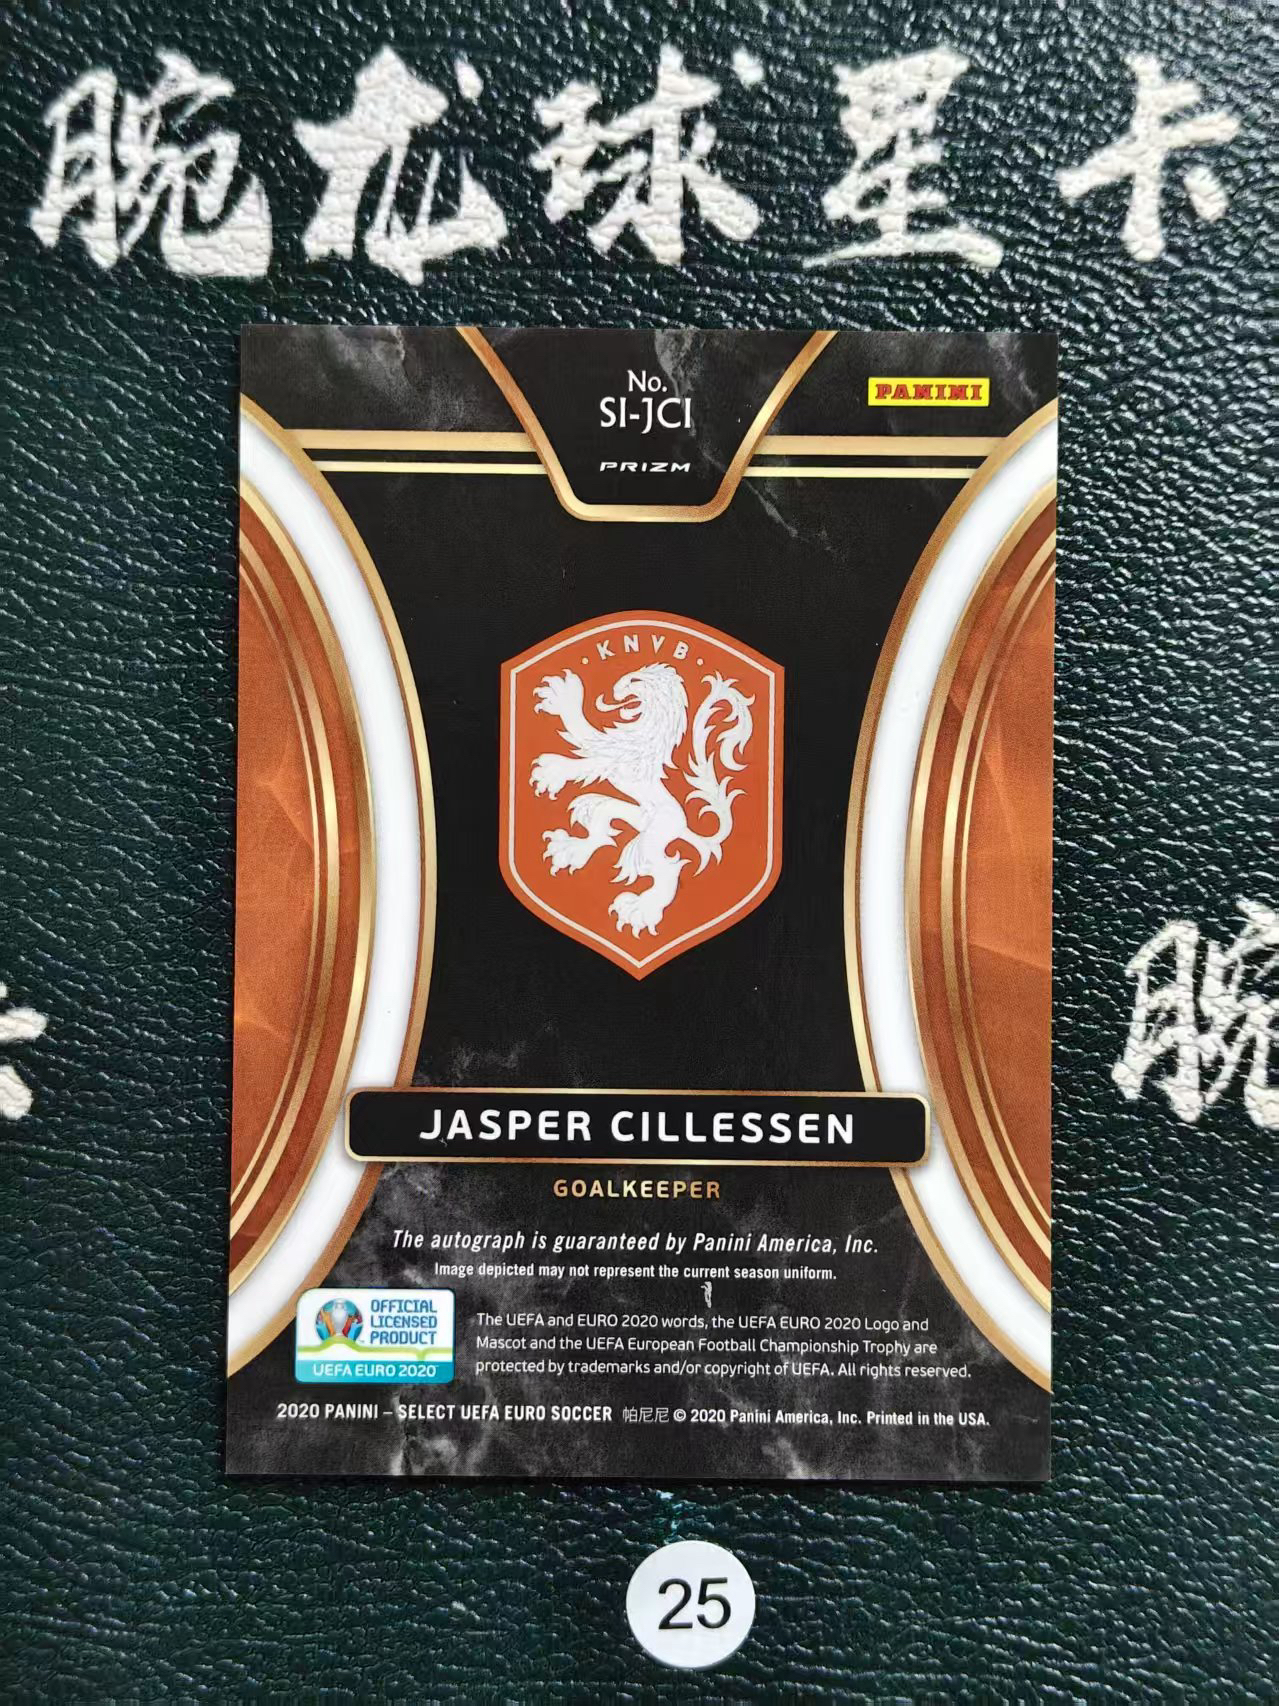 腕龙球星卡
No.
SI-JCI
PANINI
PRIZM
KNVB
腕
JASPER CILLESSEN
GOALKEEPER
The autograph is guaranteed by Panini America, Inc.
Image depicted may not represent the current season uniform.
OFFICIAL
LICENSED
PRODUCT
UEFA EURO 2020
The UEFA and EURO 2020 words, the UEFA EURO 2020 Logo and
Mascot and the UEFA European Football Championship Trophy are
protected by trademarks and/or copyright of UEFA. All rights reserved.
2020 PANINI – SELECT UEFA EURO SOCCER 帕尼尼 © 2020 Panini America, Inc. Printed in the USA.
25